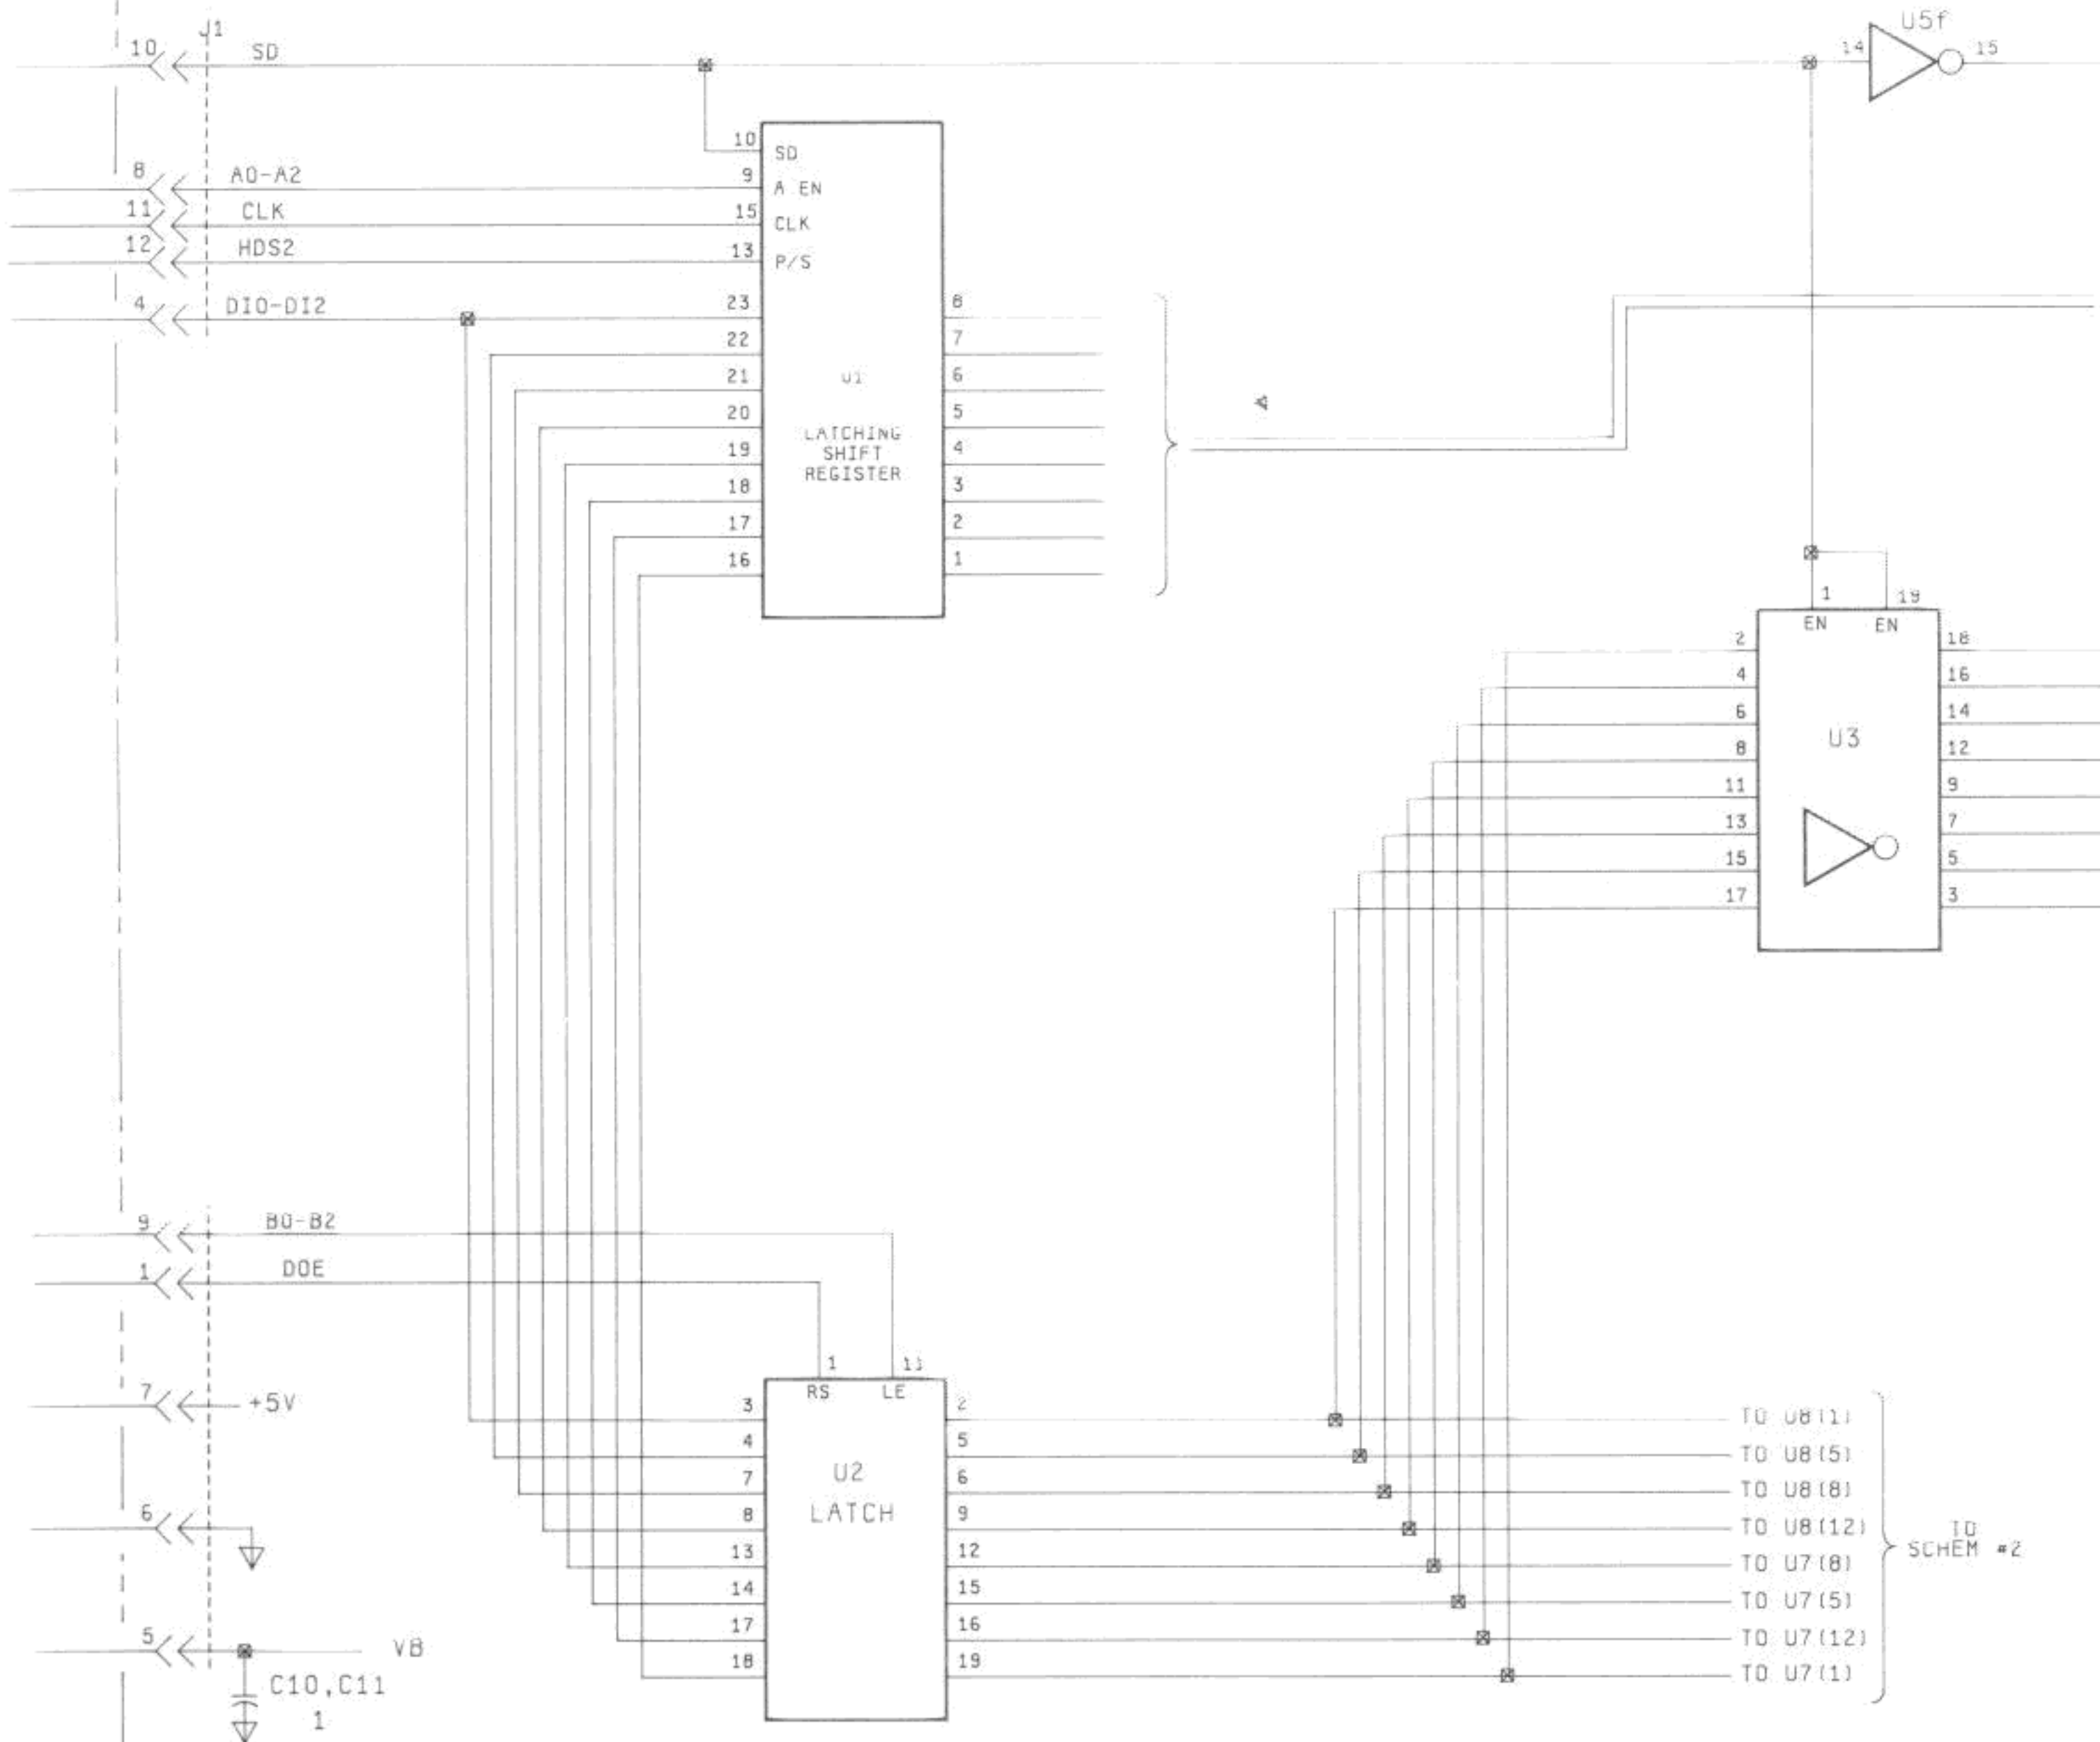 J1
U5f
10 SD
14 15
10 SD
8 A0-A2 9 A EN
11 CLK 15 CLK
12 HDS2 13 P/S
4 DI0-DI2 23 8
22 7
21 U1 6
20 5
LATCHING
19 SHIFT 4
REGISTER
18 3
17 2
16 1
1 19
EN EN
2 18
4 16
6 14
U3
8 12
11 9
13 7
15 5
17 3
9 B0-B2
1 DOE
1 11
RS LE
7 +5V
3 2 TO U8(1)
4 5 TO U8(5)
U2
7 6 TO U8(8)
LATCH
6
8 9 TO U8(12)
TO
SCHEM #2
13 12 TO U7(8)
14 15 TO U7(5)
17 16 TO U7(12)
5 VB
18 19 TO U7(1)
C10,C11
1